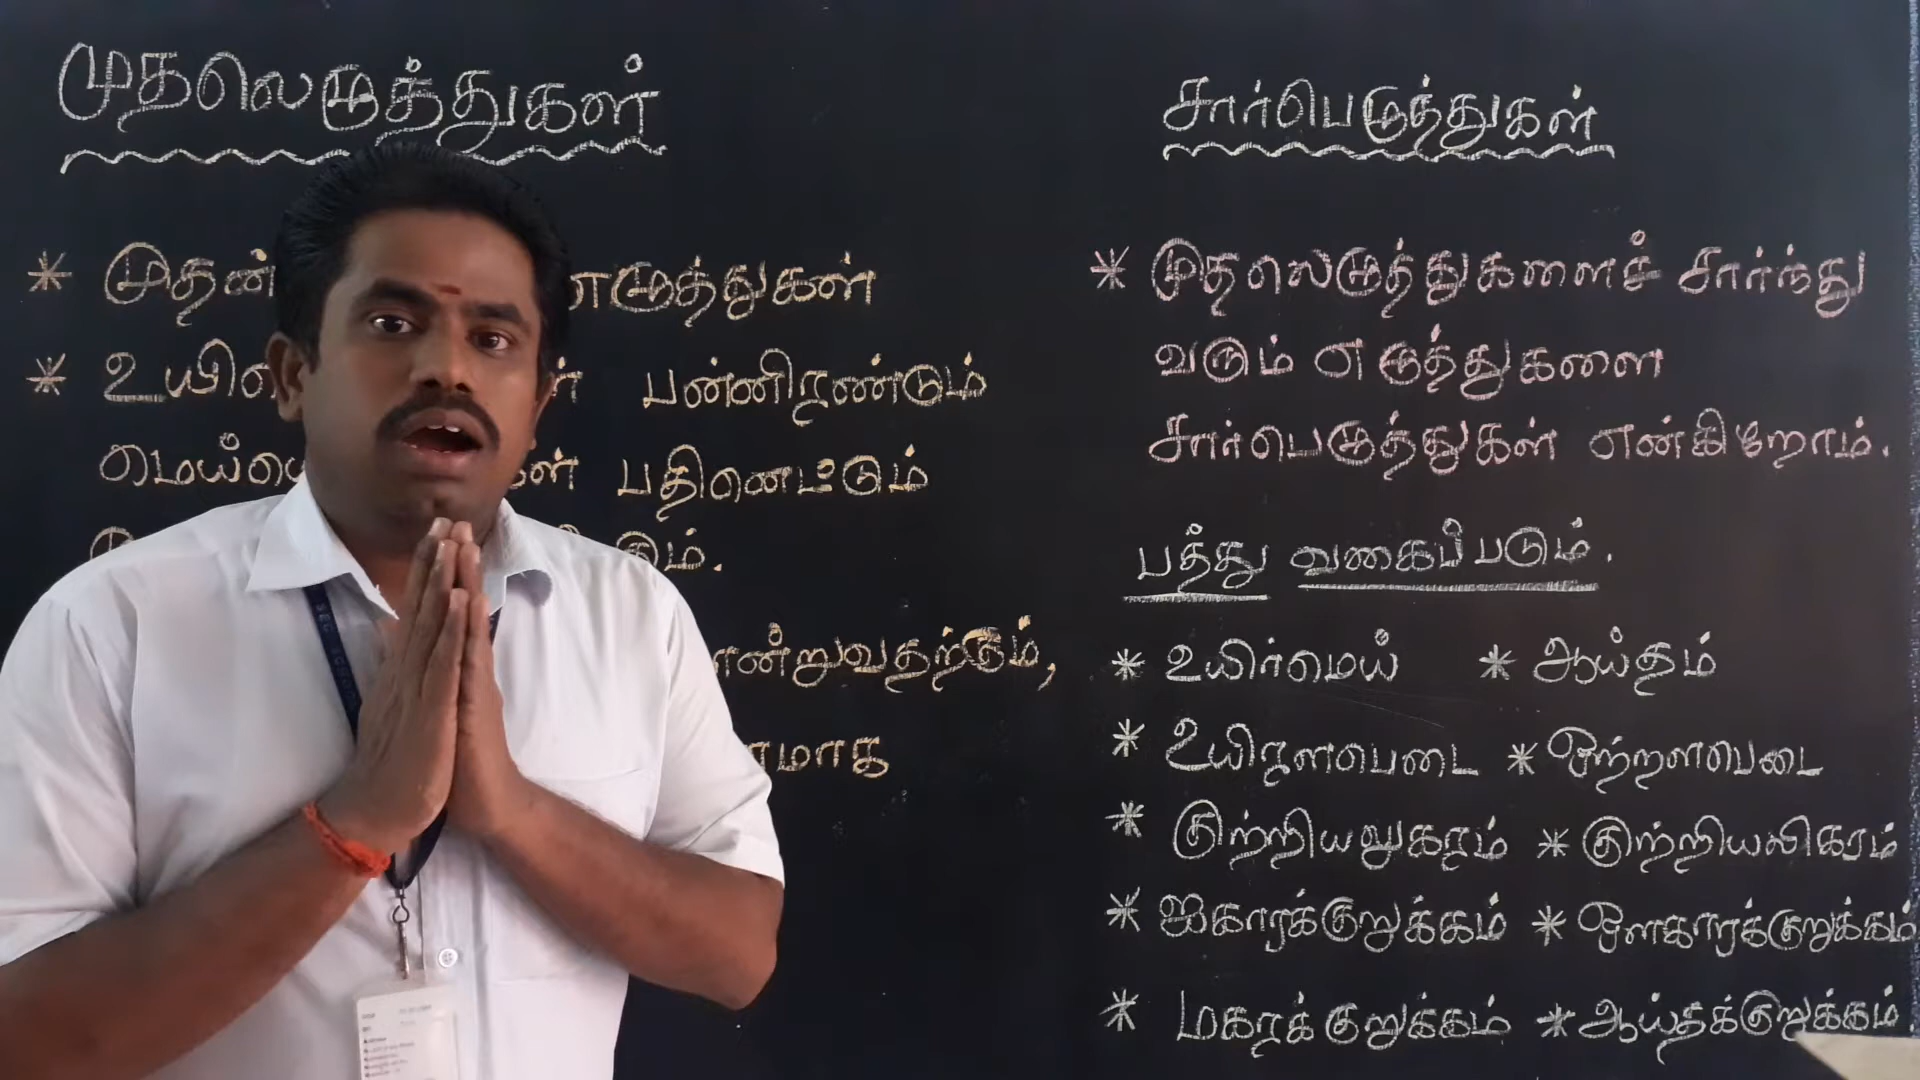 முதலெழுத்துகள்
* முதன் எழுத்துகள்
* பன்னிரண்டும்
பதினெட்டும்
சார்பெழுத்துகள்
* முதலெழுத்துகளைச் சார்ந்து
வரும் எழுத்துகளை
சார்பெழுத்துகள் என்கிறோம்.
பத்து வகைப்படும்.
* உயிர்மெய் * ஆய்தம்
* உயிரளபெடை * ஒற்றளபெடை
* குற்றியலுகரம் * குற்றியலிகரம்
* ஐகாரக்குறுக்கம் * ஔகாரக்குறுக்கம்
* மகரக்குறுக்கம் * ஆய்தக்குறுக்கம்